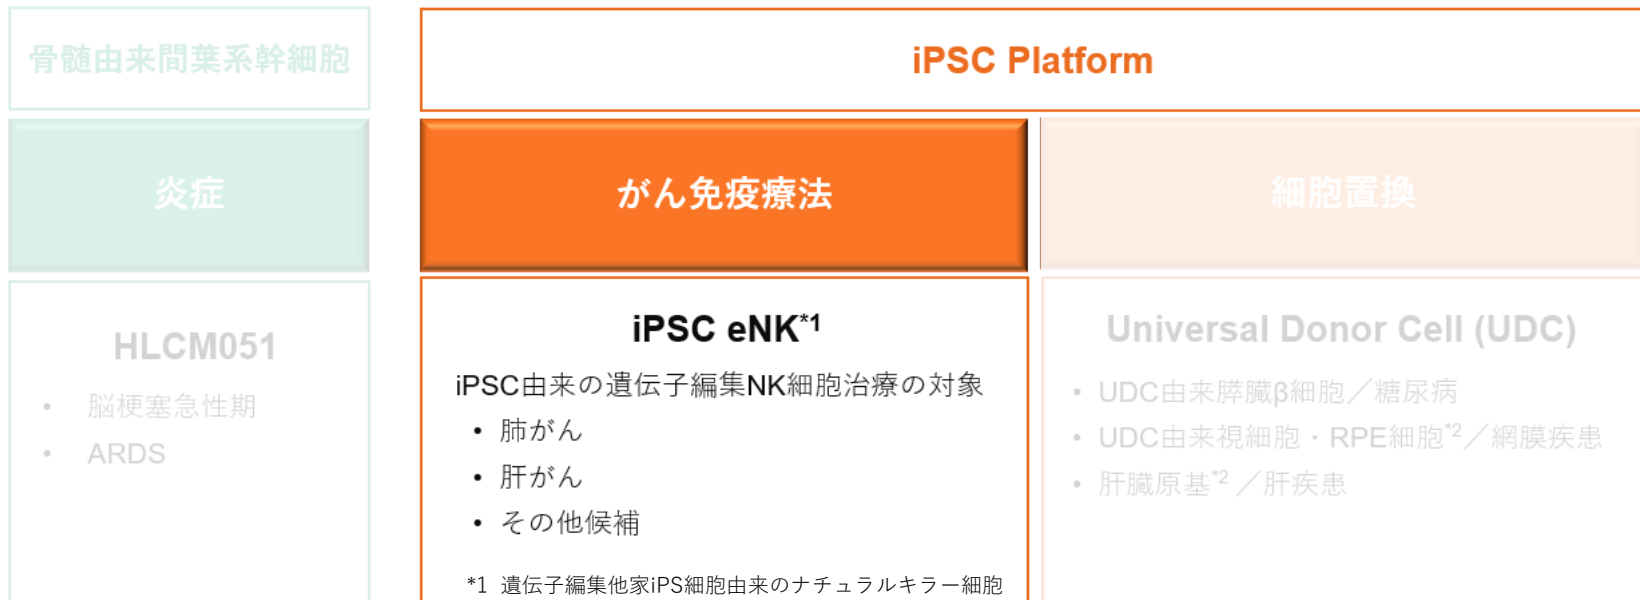 骨髄由来間葉系幹細胞
iPSC Platform
炎症
がん免疫療法
細胞置換
HLCM051
• 脳梗塞急性期
• ARDS
iPSC eNK*1
iPSC由来の遺伝子編集NK細胞治療の対象
• 肺がん
• 肝がん
• その他候補
*1 遺伝子編集他家iPS細胞由来のナチュラルキラー細胞
Universal Donor Cell (UDC)
• UDC由来膵臓β細胞／糖尿病
• UDC由来視細胞・RPE細胞*2／網膜疾患
• 肝臓原基*2／肝疾患